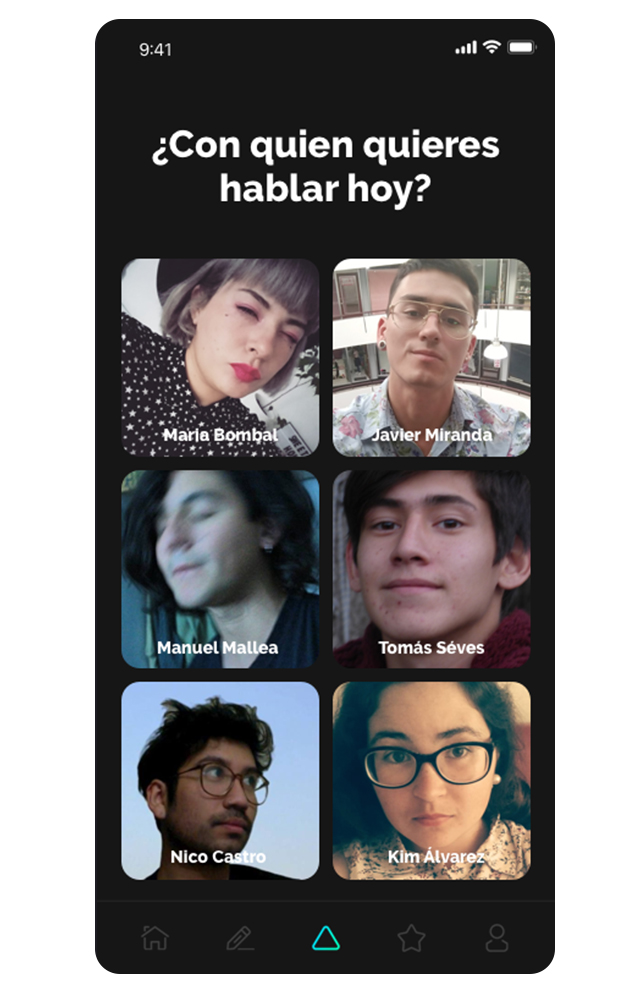 9:41
¿Con quien quieres
hablar hoy?
Maria Bombal
Javier Miranda
Manuel Mallea
Tomás Séves
Nico Castro
Kim Álvarez